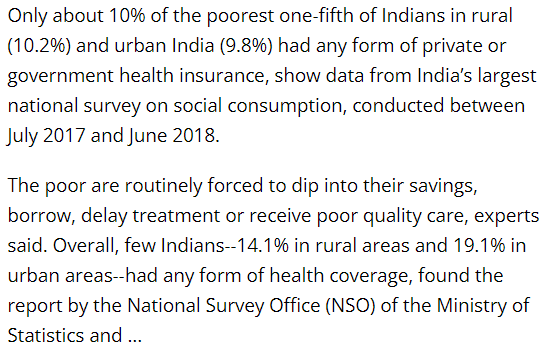 Only about 10% of the poorest one-fifth of Indians in rural
(10.2%) and urban India (9.8%) had any form of private or
government health insurance, show data from India’s largest
national survey on social consumption, conducted between
July 2017 and June 2018.
The poor are routinely forced to dip into their savings,
borrow, delay treatment or receive poor quality care, experts
said. Overall, few Indians--14.1% in rural areas and 19.1% in
urban areas--had any form of health coverage, found the
report by the National Survey Office (NSO) of the Ministry of
Statistics and ...